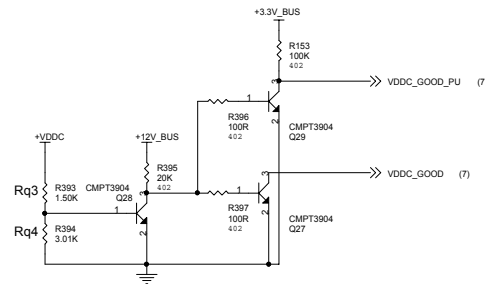 +3.3V_BUS
R153
100K
402
3
VDDC_GOOD_PU (7
1
R396
100R
402
2
CMPT3904
Q29
+VDDC
+12V_BUS
R395
20K
402
3
VDDC_GOOD (7)
Rq3
R393
1.50K
CMPT3904
Q28
3
1
R397
100R
402
1
2
CMPT3904
Q27
Rq4
R394
3.01K
2